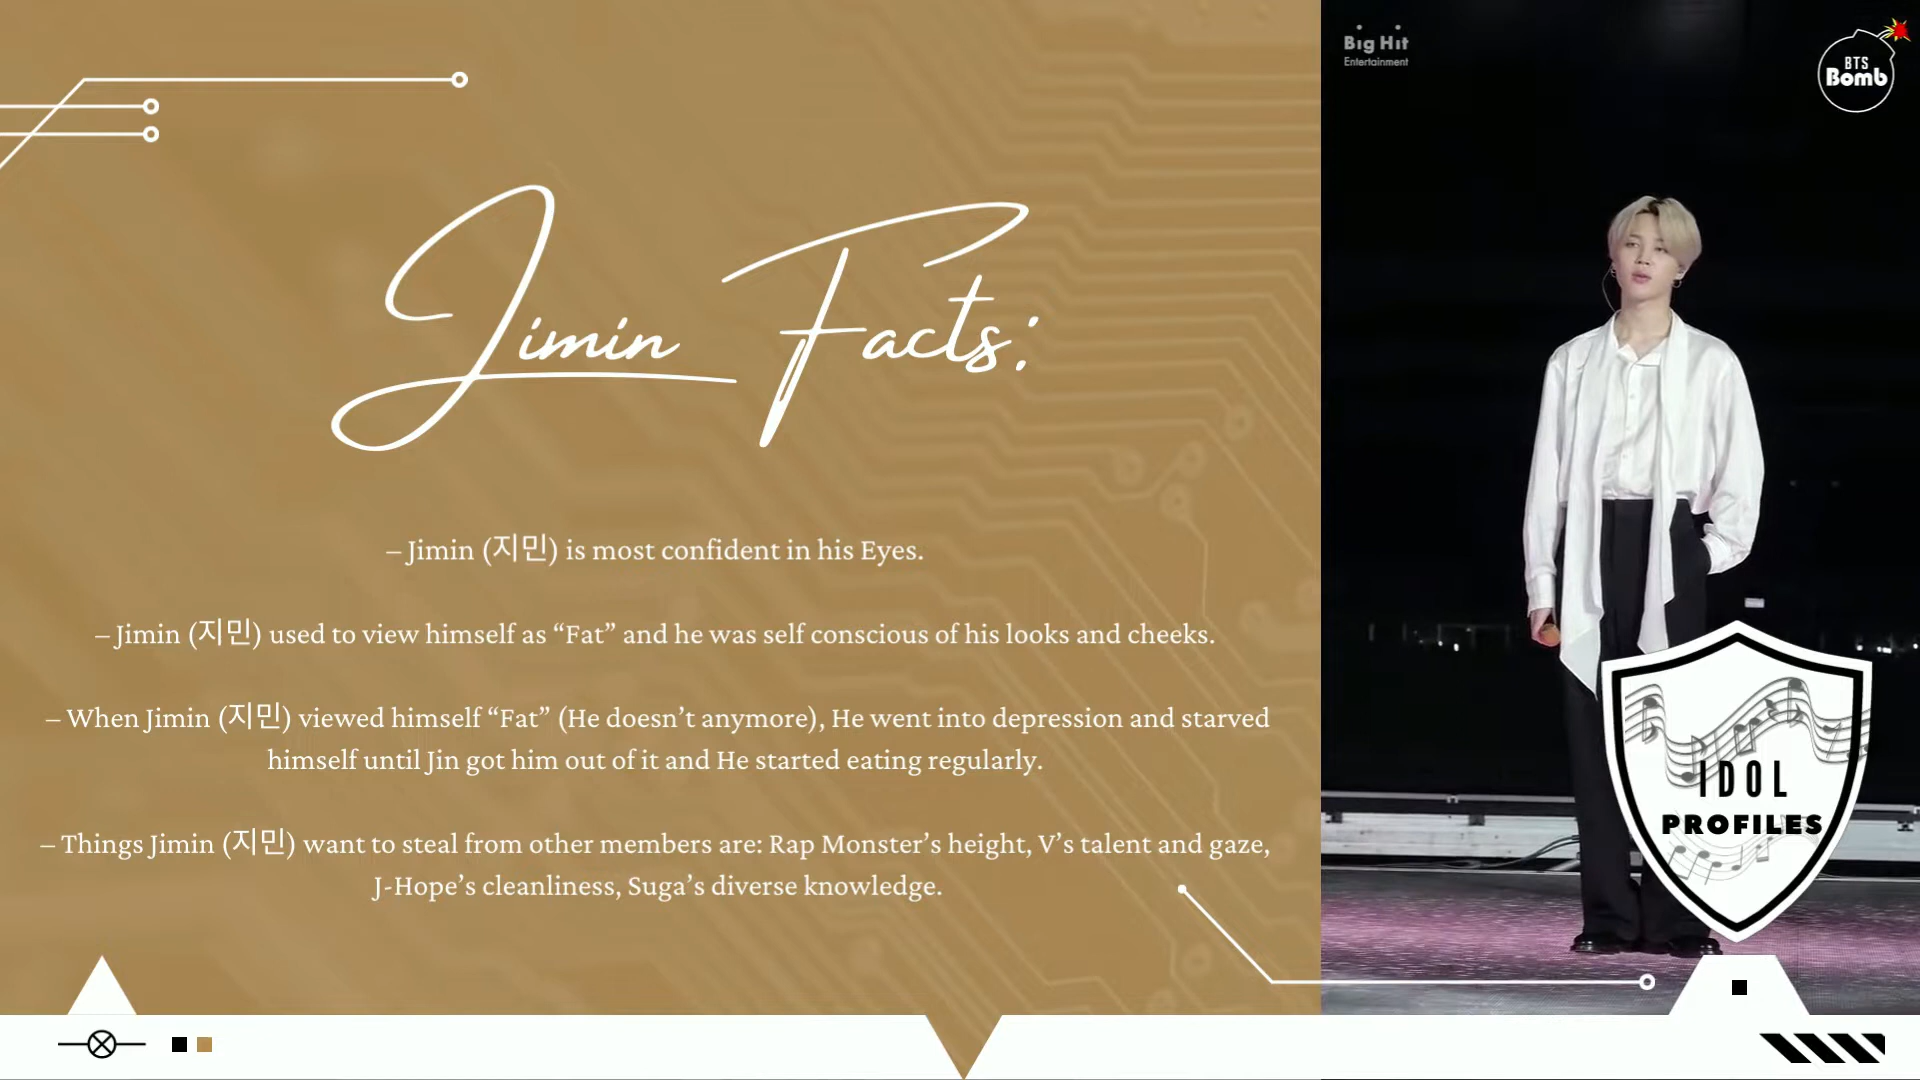 Big Hit
Entertainment
BTS
Bomb
Jimin Facts:
– Jimin (지민) is most confident in his Eyes.
– Jimin (지민) used to view himself as “Fat” and he was self conscious of his looks and cheeks.
– When Jimin (지민) viewed himself “Fat” (He doesn’t anymore), He went into depression and starved
himself until Jin got him out of it and He started eating regularly.
– Things Jimin (지민) want to steal from other members are: Rap Monster’s height, V’s talent and gaze,
J-Hope’s cleanliness, Suga’s diverse knowledge.
IDOL
PROFILES